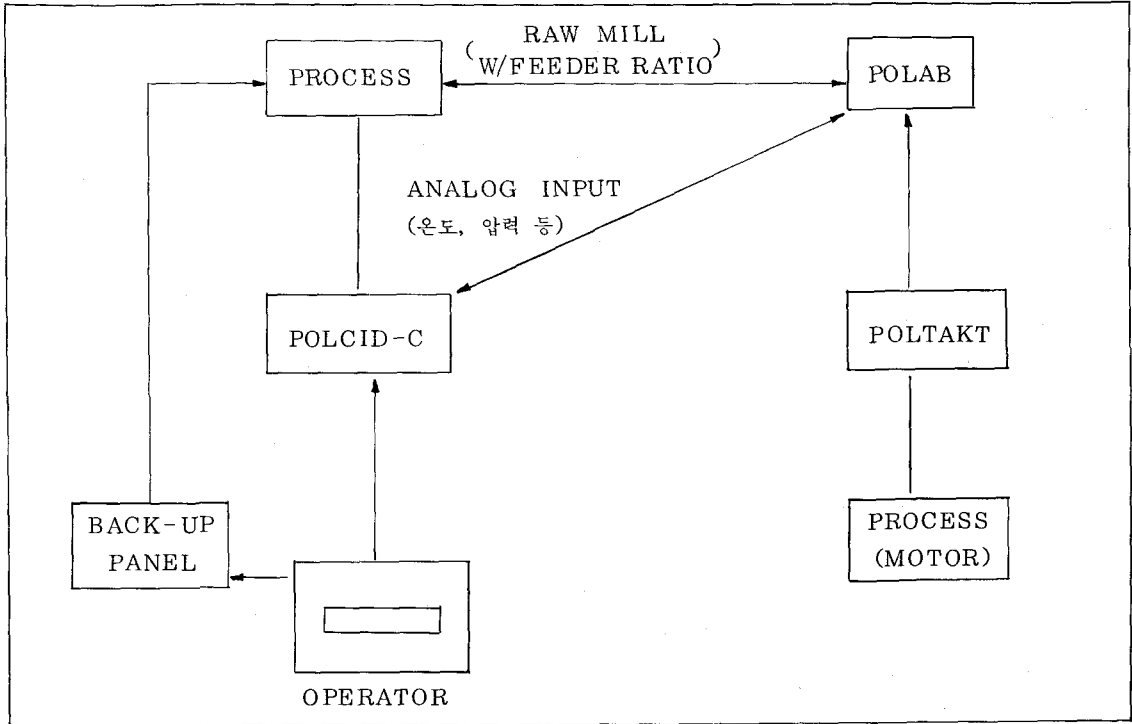 RAW MILL
( W/FEEDER RATIO )
PROCESS
POLAB
ANALOG INPUT
(온도, 압력 등)
POLCID-C
POLTAKT
BACK-UP
PANEL
PROCESS
(MOTOR)
OPERATOR